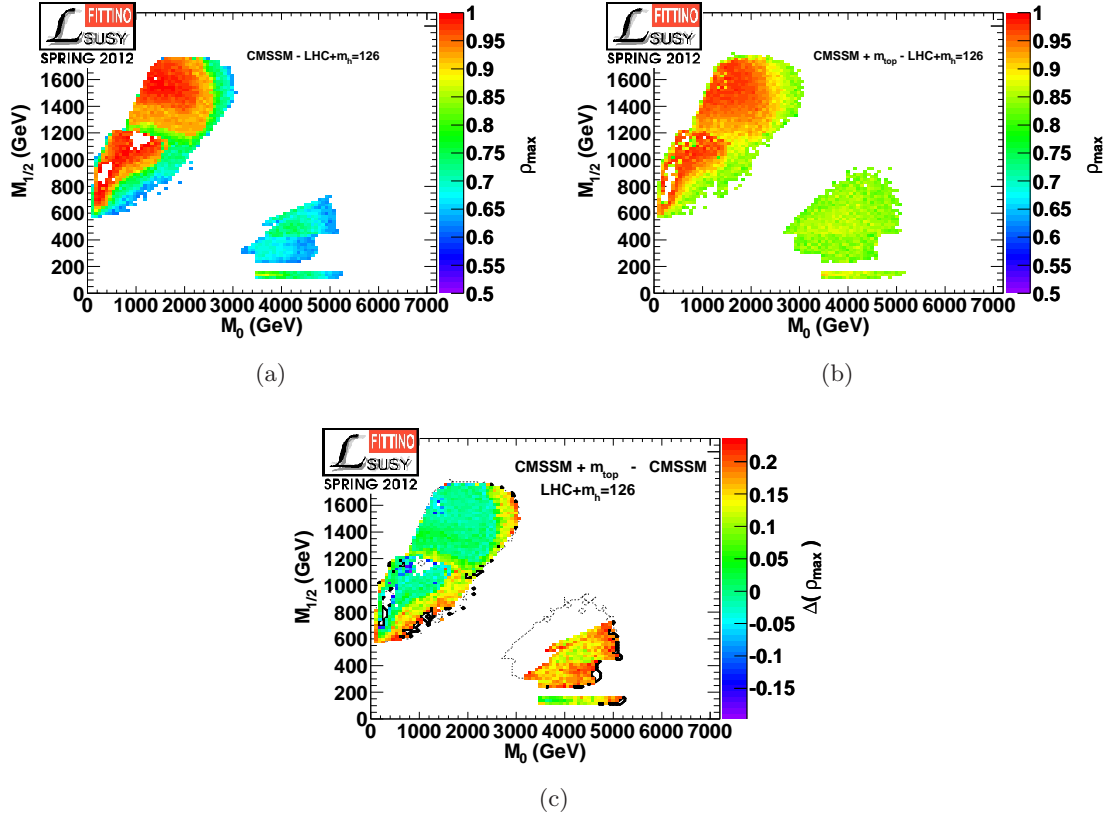 FITTINO
SUSY
SPRING 2012
CMSSM - LHC+m_h=126
1600
1400
1200
1000
800
600
400
200
0
M_{1/2} (GeV)
0 1000 2000 3000 4000 5000 6000 7000
M_0 (GeV)
1
0.95
0.9
0.85
0.8
0.75
0.7
0.65
0.6
0.55
0.5
ρ_max
(a)
FITTINO
SUSY
SPRING 2012
CMSSM + m_top - LHC+m_h=126
1600
1400
1200
1000
800
600
400
200
0
M_{1/2} (GeV)
0 1000 2000 3000 4000 5000 6000 7000
M_0 (GeV)
1
0.95
0.9
0.85
0.8
0.75
0.7
0.65
0.6
0.55
0.5
ρ_max
(b)
FITTINO
SUSY
SPRING 2012
CMSSM + m_top - CMSSM
LHC+m_h=126
1600
1400
1200
1000
800
600
400
200
0
M_{1/2} (GeV)
0 1000 2000 3000 4000 5000 6000 7000
M_0 (GeV)
0.2
0.15
0.1
0.05
0
-0.05
-0.1
-0.15
Δ( ρ_max )
(c)